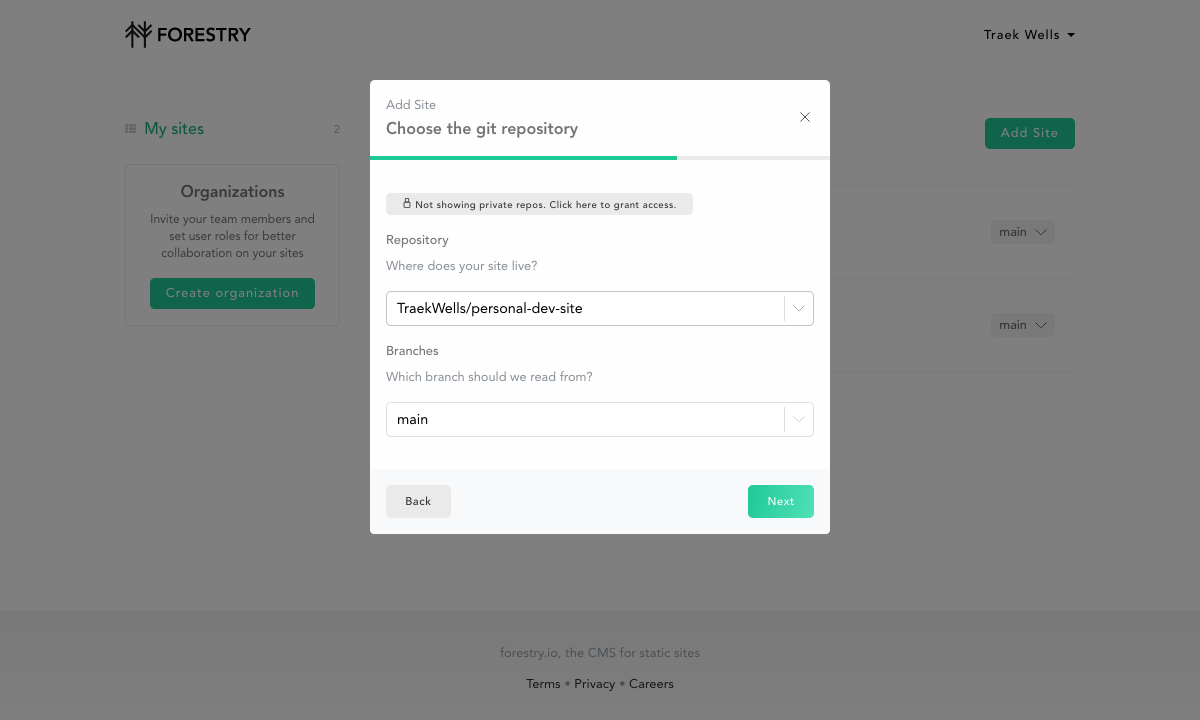 FORESTRY
Traek Wells
My sites
2
Add Site
Organizations
Invite your team members and
set user roles for better
collaboration on your sites
Create organization
main
main
Add Site
Choose the git repository
Not showing private repos. Click here to grant access.
Repository
Where does your site live?
TraekWells/personal-dev-site
Branches
Which branch should we read from?
main
Back
Next
forestry.io, the CMS for static sites
Terms • Privacy • Careers